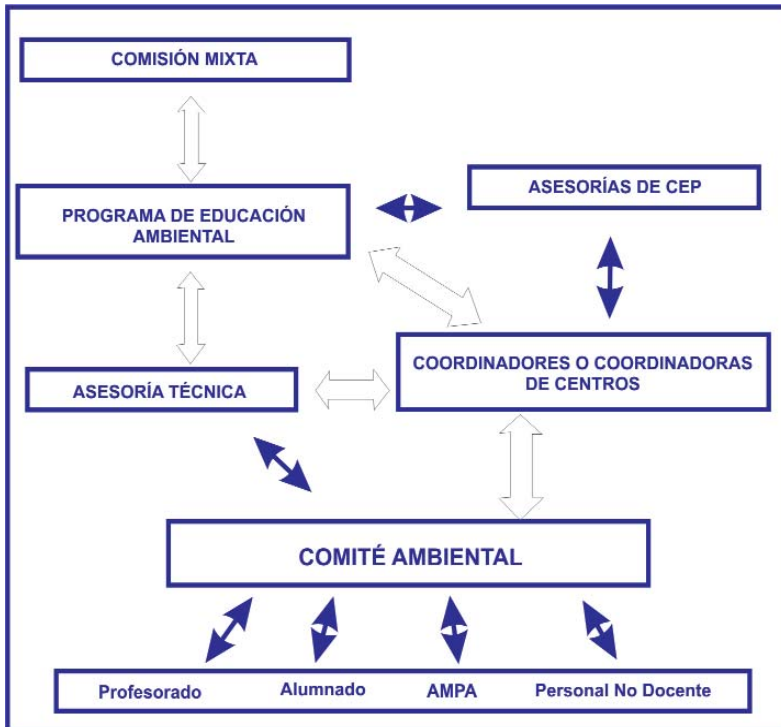 COMISIÓN MIXTA
PROGRAMA DE EDUCACIÓN
AMBIENTAL
ASESORÍAS DE CEP
COORDINADORES O COORDINADORAS
DE CENTROS
ASESORÍA TÉCNICA
COMITÉ AMBIENTAL
Profesorado
Alumnado
AMPA
Personal No Docente